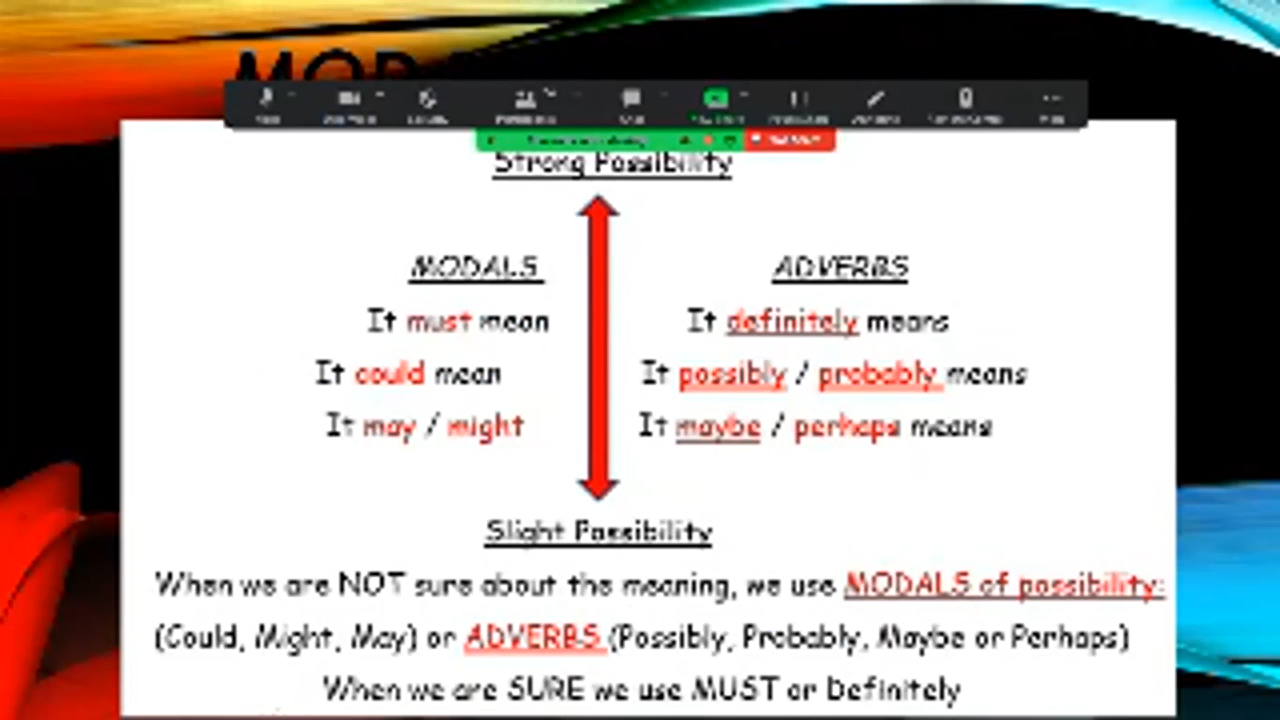 MOD
Strong Possibility
MODALS
ADVERBS
It must mean
It definitely means
It could mean
It possibly / probably means
It may / might
It maybe / perhaps means
Slight Possibility
When we are NOT sure about the meaning, we use MODALS of possibility:
(Could, Might, May) or ADVERBS (Possibly, Probably, Maybe or Perhaps)
When we are SURE we use MUST or Definitely